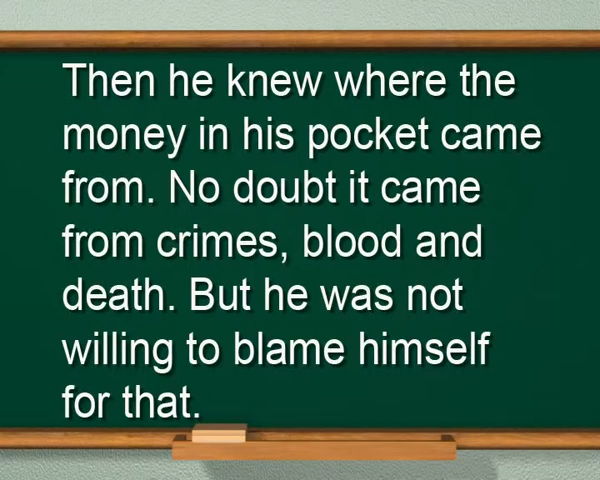 Then he knew where the
money in his pocket came
from. No doubt it came
from crimes, blood and
death. But he was not
willing to blame himself
for that.